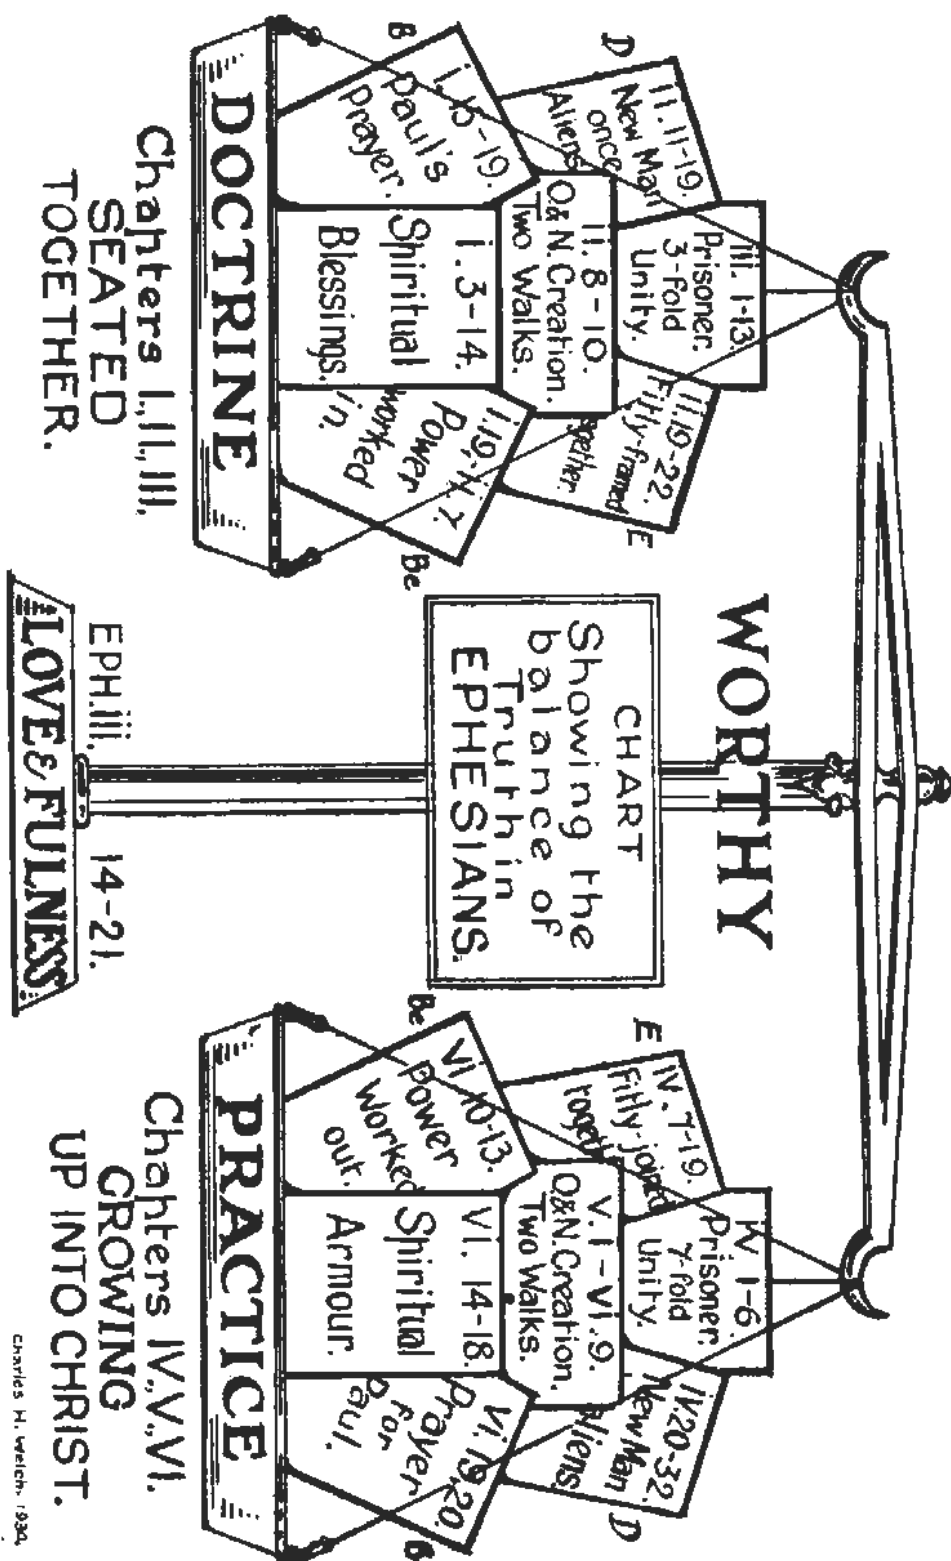 WORTHY
CHART
Showing the
balance of
Truth in
EPHESIANS.
D
II. 11-19.
New Man
once
Aliens
III. 1-13.
Prisoner.
3-fold
Unity.
II. 19-22.
Fitly-framed
together.
E
II. 8-10.
O&N. Creation.
Two Walks.
B
I. 15-19.
Paul's
Prayer.
I. 3-14.
Spiritual
Blessings.
I. 19,-II. 7.
Power
worked
in.
Be
DOCTRINE
Chapters I., II., III.
SEATED
TOGETHER.
E
IV. 7-19.
Fitly-joined
together
IV. 1-6.
Prisoner.
7-fold
Unity.
IV. 20-32.
New Man
Aliens.
D
V. 1-VI. 9.
O&N. Creation.
Two Walks.
Be
VI 10-13.
Power
Worked
out.
VI. 14-18.
Spiritual
Armour.
VI. 19,20.
Prayer
for
Paul.
B
PRACTICE
Chapters IV., V., VI.
GROWING
UP INTO CHRIST.
EPH. III. 14-21.
LOVE & FULNESS
Charles H. Welch. 1934